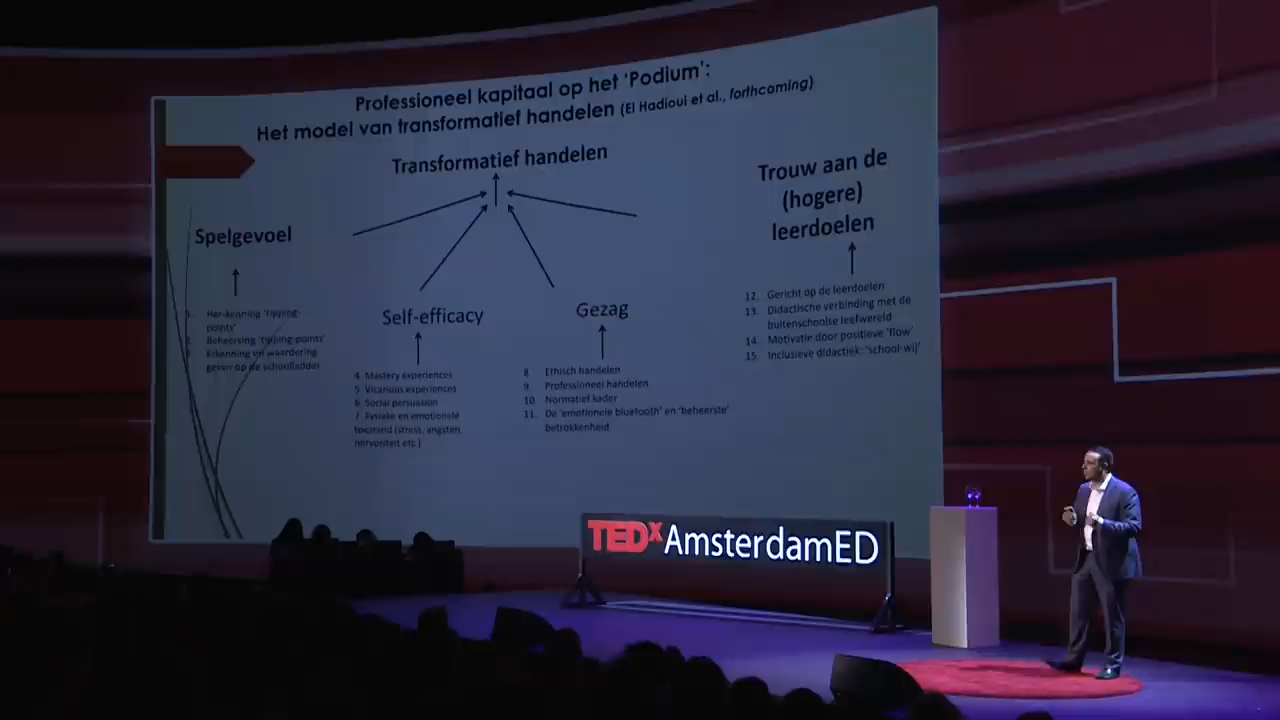 Professioneel kapitaal op het 'Podium':
Het model van transformatief handelen (El Hadioui et al., forthcoming)
Transformatief handelen
Spelgevoel
1. Her-kenning 'tipping-
points'
2. Beheersing 'tipping-points'
3. Erkenning en waardering
geven op de schoolladder
Self-efficacy
4. Mastery experiences
5. Vicarious experiences
6. Social persuasion
7. Fysieke en emotionele
toestand (stress, angsten,
nervositeit etc.)
Gezag
8. Ethisch handelen
9. Professioneel handelen
10. Normatief kader
11. De 'emotionele bluetooth' en 'beheerste'
betrokkenheid
Trouw aan de
(hogere)
leerdoelen
12. Gericht op de leerdoelen
13. Didactische verbinding met de
buitenschoolse leefwereld
14. Motivatie door positieve 'flow'
15. Inclusieve didactiek: 'school-wij'
TEDx AmsterdamED